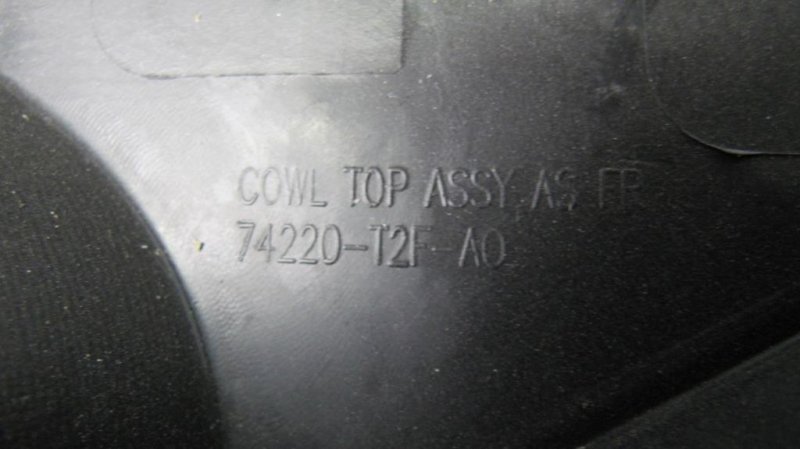 COWL TOP ASSY,AS FR
74220-T2F-A0